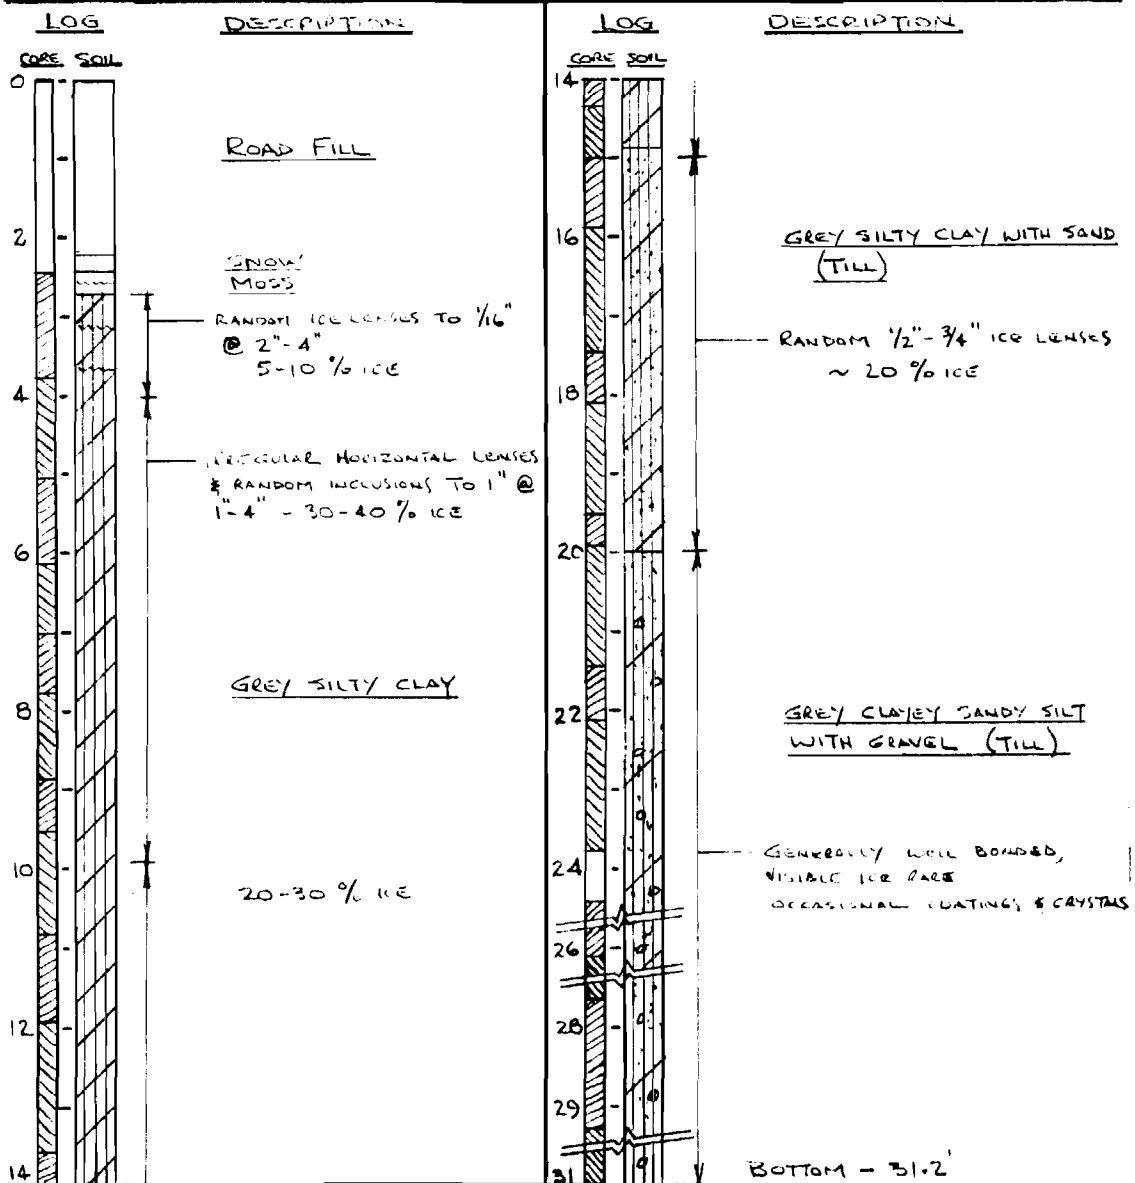 LOG
DESCRIPTION
CORE SOIL
0
ROAD FILL
2
SNOW
MOSS
RANDOM ICE LENSES TO 1/16"
@ 2"-4"
5-10 % ICE
4
IRREGULAR HORIZONTAL LENSES
& RANDOM INCLUSIONS TO 1" @
1"-4" - 30-40 % ICE
6
GREY SILTY CLAY
8
10
20-30 % ICE
12
14
LOG
DESCRIPTION
CORE SOIL
14
16
GREY SILTY CLAY WITH SAND
(TILL)
RANDOM 1/2"-3/4" ICE LENSES
~ 20 % ICE
18
20
22
GREY CLAYEY SANDY SILT
WITH GRAVEL (TILL)
24
GENERALLY WELL BONDED,
VISIBLE ICE RARE
OCCASIONAL COATINGS & CRYSTALS
26
28
29
31
BOTTOM - 31.2'